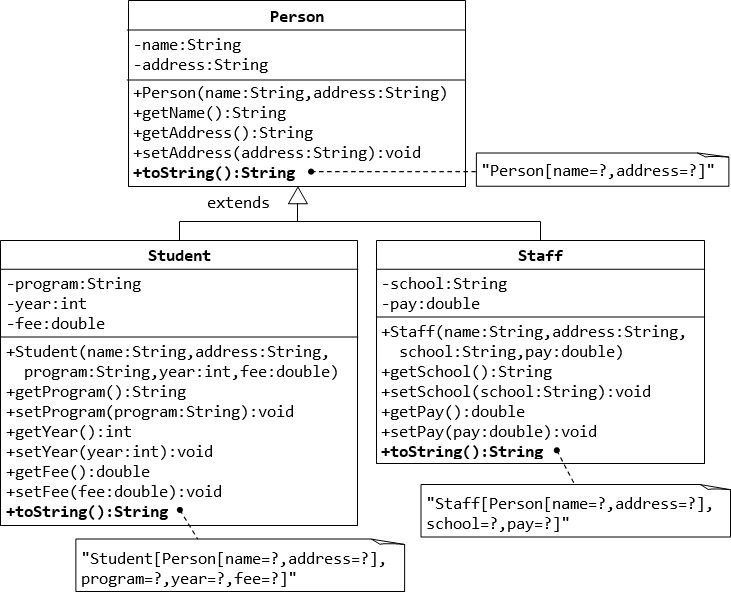 Person
-name:String
-address:String
+Person(name:String,address:String)
+getName():String
+getAddress():String
+setAddress(address:String):void
+toString():String
"Person[name=?,address=?]"
extends
Student
-program:String
-year:int
-fee:double
+Student(name:String,address:String,
program:String,year:int,fee:double)
+getProgram():String
+setProgram(program:String):void
+getYear():int
+setYear(year:int):void
+getFee():double
+setFee(fee:double):void
+toString():String
"Student[Person[name=?,address=?],
program=?,year=?,fee=?]"
Staff
-school:String
-pay:double
+Staff(name:String,address:String,
school:String,pay:double)
+getSchool():String
+setSchool(school:String):void
+getPay():double
+setPay(pay:double):void
+toString():String
"Staff[Person[name=?,address=?],
school=?,pay=?]"